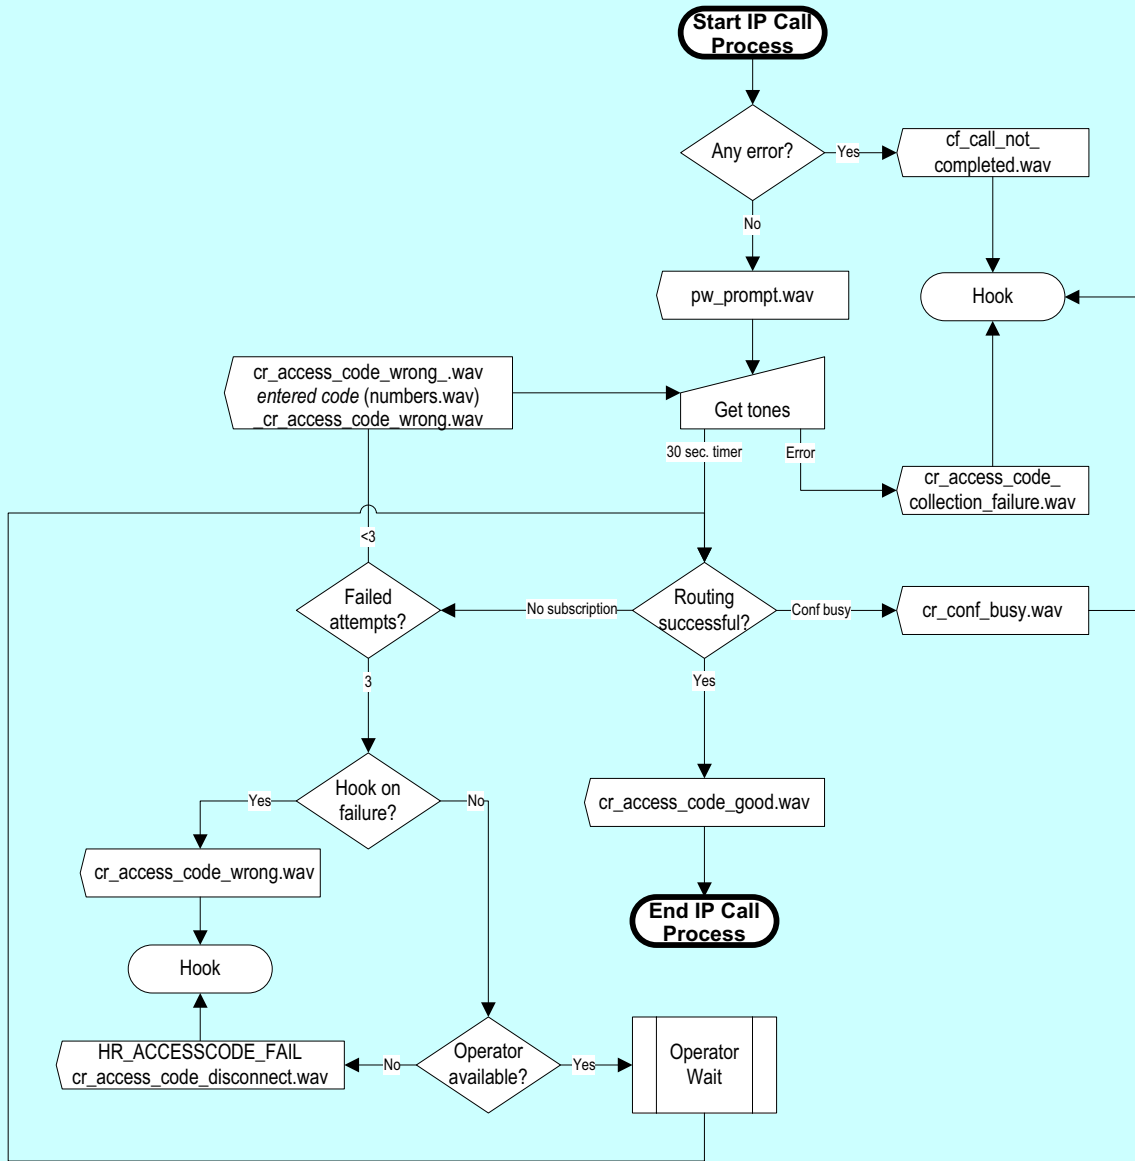 Start IP Call
Process
Any error?
Yes
cf_call_not_
completed.wav
No
pw_prompt.wav
Hook
cr_access_code_wrong_.wav
entered code (numbers.wav)
_cr_access_code_wrong.wav
Get tones
30 sec. timer
Error
cr_access_code_
collection_failure.wav
<3
Failed
attempts?
No subscription
Routing
successful?
Conf busy
cr_conf_busy.wav
3
Yes
Hook on
failure?
Yes
No
cr_access_code_good.wav
cr_access_code_wrong.wav
End IP Call
Process
Hook
HR_ACCESSCODE_FAIL
cr_access_code_disconnect.wav
No
Operator
available?
Yes
Operator
Wait